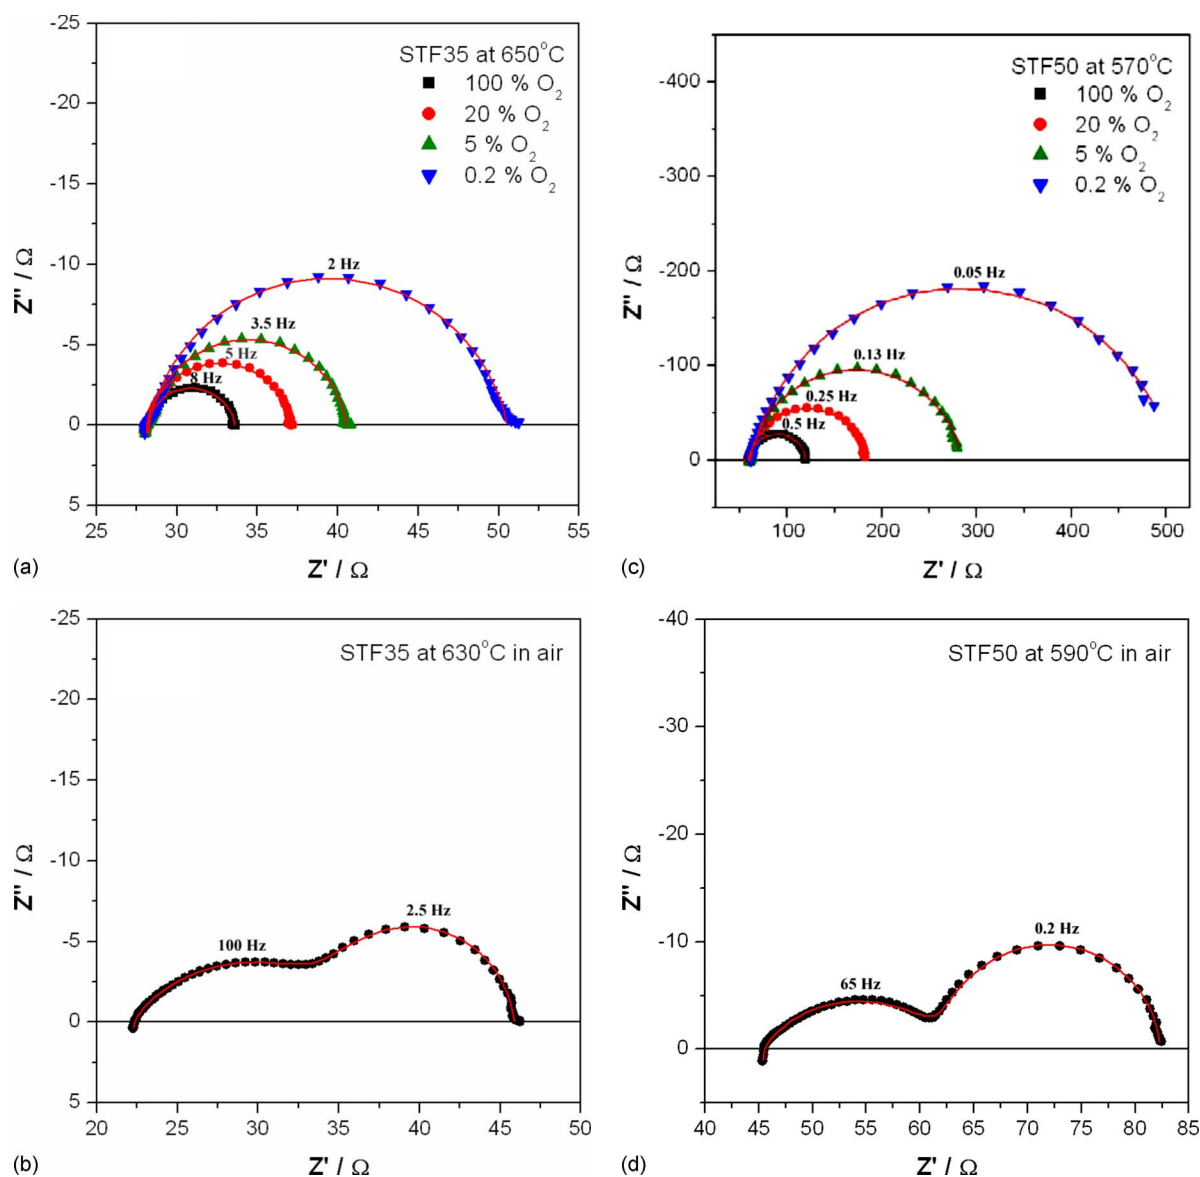 -25
-20
-15
-10
-5
0
5
Z" / Ω
STF35 at 650°C
100 % O₂
20 % O₂
5 % O₂
0.2 % O₂
2 Hz
3.5 Hz
5 Hz
8 Hz
25 30 35 40 45 50 55
Z' / Ω
(a)
-400
-300
-200
-100
0
Z" / Ω
STF50 at 570°C
100 % O₂
20 % O₂
5 % O₂
0.2 % O₂
0.05 Hz
0.13 Hz
0.25 Hz
0.5 Hz
100 200 300 400 500
Z' / Ω
(c)
-25
-20
-15
-10
-5
0
5
Z" / Ω
STF35 at 630°C in air
2.5 Hz
100 Hz
20 25 30 35 40 45 50
Z' / Ω
(b)
-40
-30
-20
-10
0
Z" / Ω
STF50 at 590°C in air
0.2 Hz
65 Hz
40 45 50 55 60 65 70 75 80 85
Z' / Ω
(d)